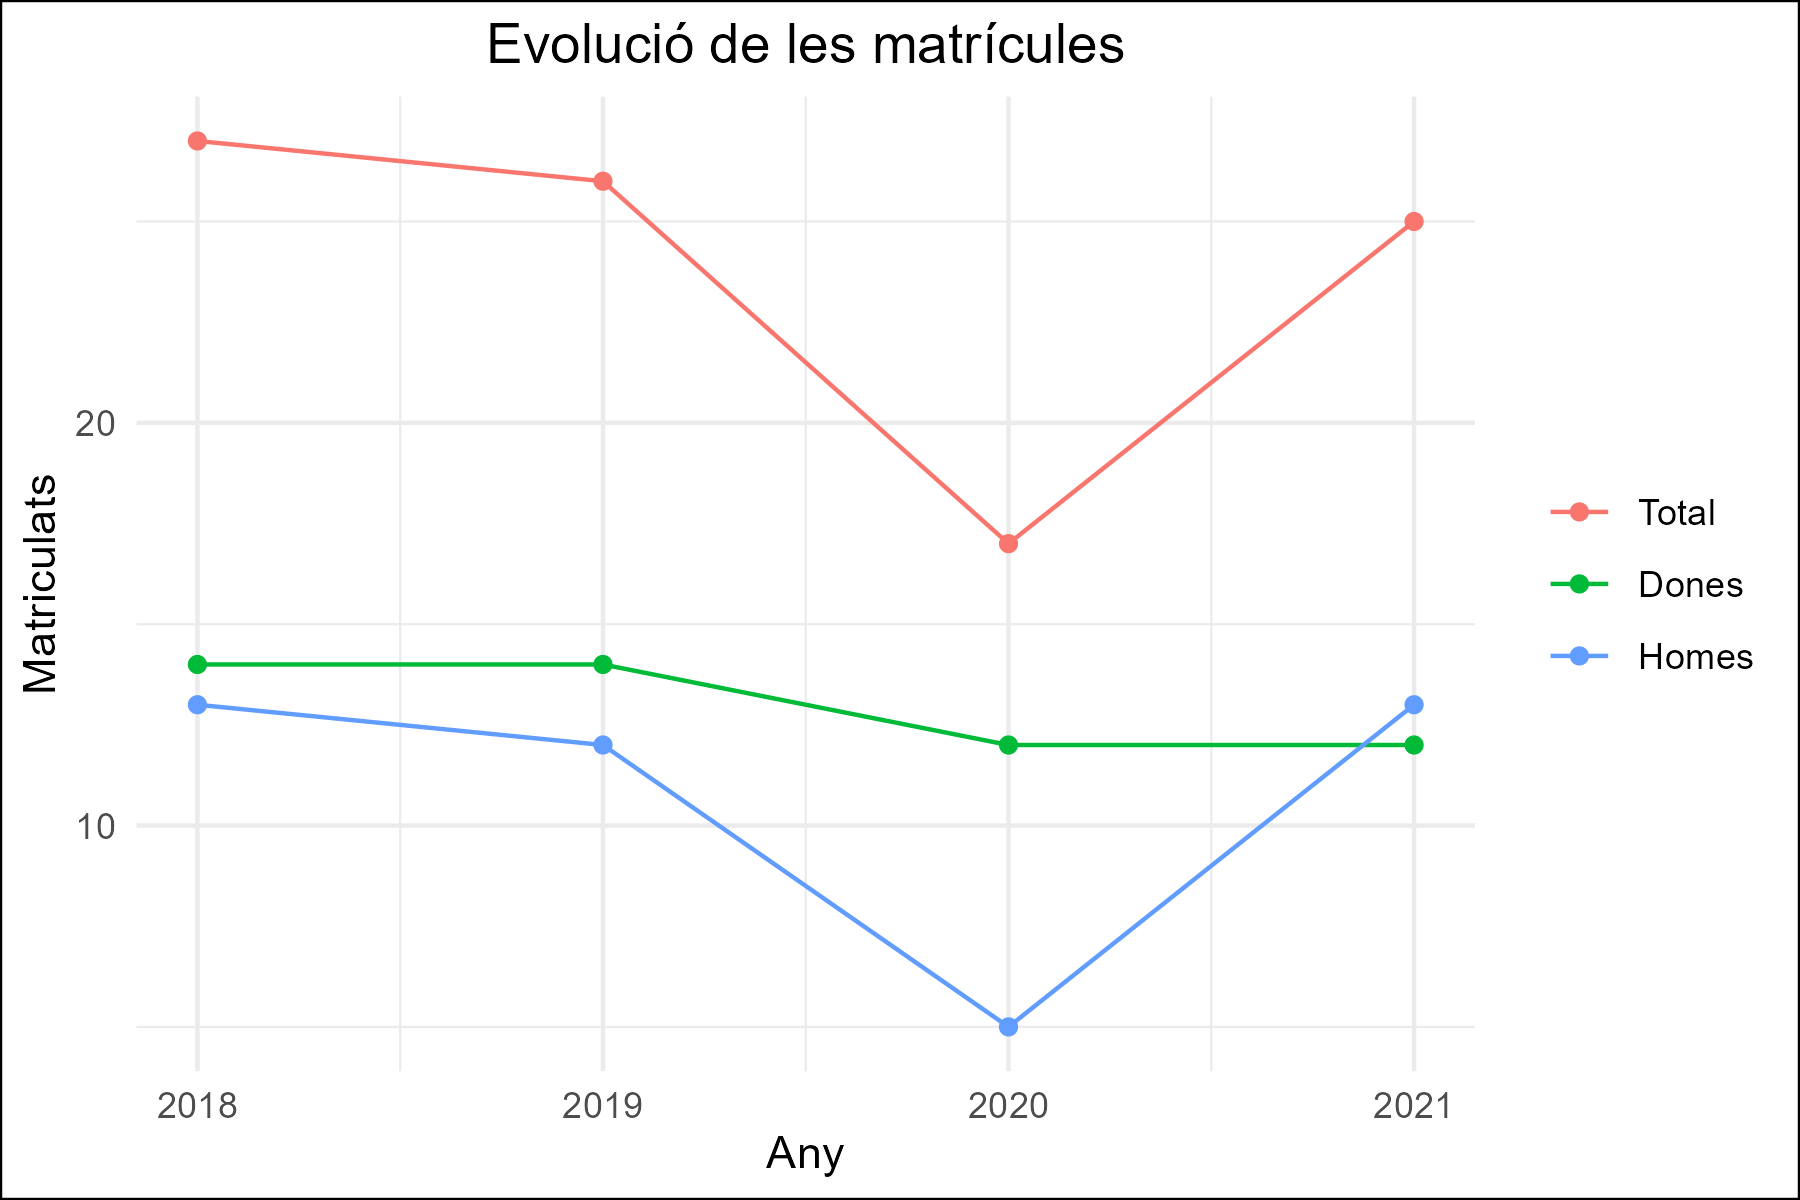 Evolució de les matrícules
Matriculats
20
10
2018 2019 2020 2021
Any
Total
Dones
Homes